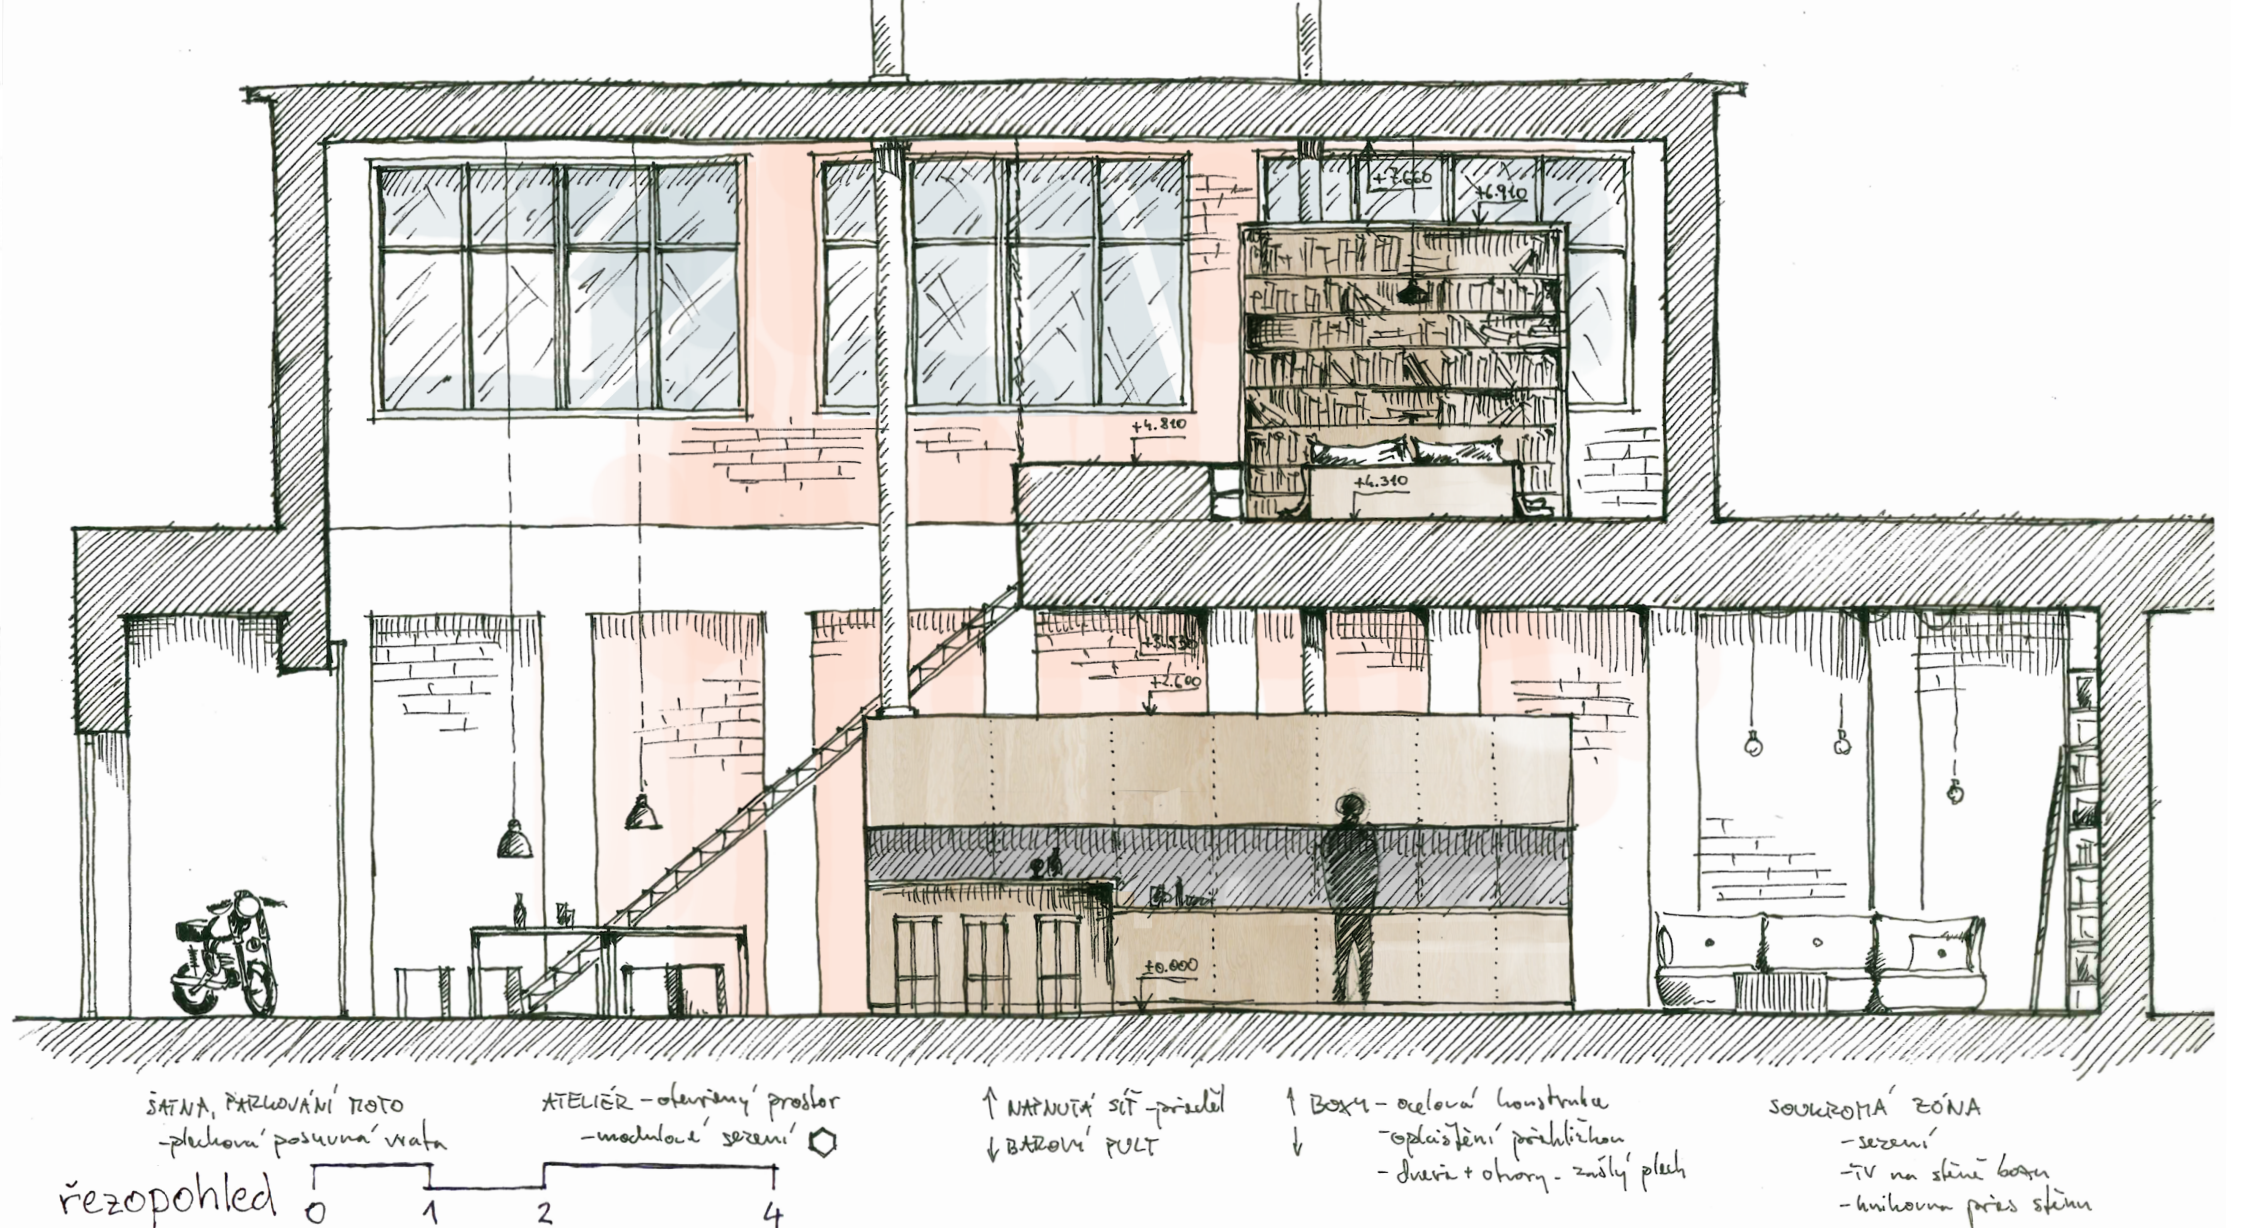 +7.660
+6.910
+4.810
+4.310
+3.530
+2.600
±0.000
ŠATNA, PARKOVÁNÍ MOTO
-plechová posuvná vrata
ATELIÉR - otevřený prostor
-modulové sezení
↑ NAPNUTÁ SÍŤ - předěl
↓ BAROVÝ PULT
↑ BOXY - ocelová konstrukce
↓ -opláštění překližkou
- dveře + otvory - zašlý plech
SOUKROMÁ ZÓNA
-sezení
-TV na stěně boxu
-knihovna přes stěnu
řezopohled
0 1 2 4